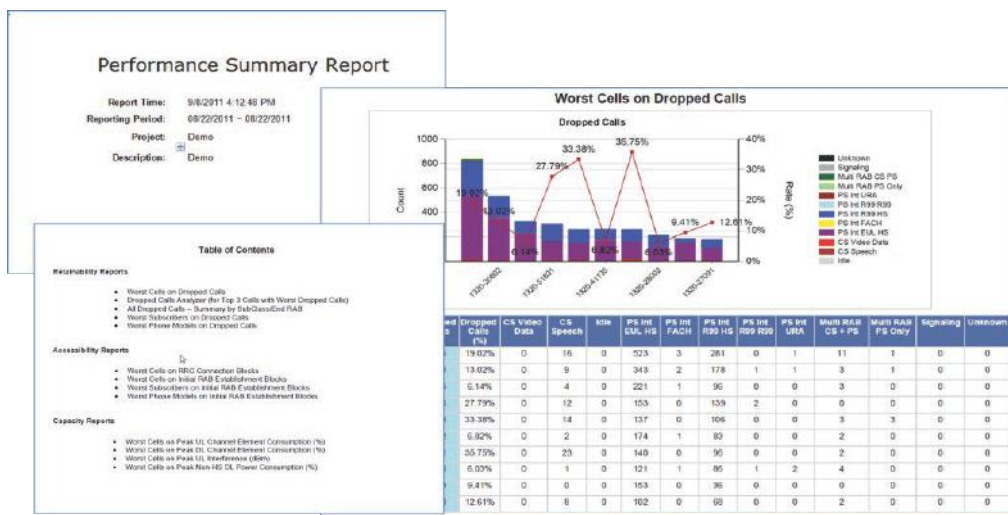 Performance Summary Report
Report Time: 9/8/2011 4:12:48 PM
Reporting Period: 08/22/2011 - 08/22/2011
Project: Demo
Description: Demo
Table of Contents
Retainability Reports
Worst Cells on Dropped Calls
Dropped Calls Analyzer (for Top 3 Cells with Worst Dropped Calls)
All Dropped Calls - Summary by SubClass/End RAB
Worst Subscribers on Dropped Calls
Worst Phone Models on Dropped Calls
Accessibility Reports
Worst Cells on RRC Connection Blocks
Worst Cells on Initial RAB Establishment Blocks
Worst Subscribers on Initial RAB Establishment Blocks
Worst Phone Models on Initial RAB Establishment Blocks
Capacity Reports
Worst Cells on Peak UL Channel Element Consumption (%)
Worst Cells on Peak DL Channel Element Consumption (%)
Worst Cells on Peak UL Interference (dBm)
Worst Cells on Peak Non-HS DL Power Consumption (%)
Worst Cells on Dropped Calls
Dropped Calls
1000
800
600
400
Count
40%
30%
20%
10%
0%
Rate (%)
19.02%
13.02%
6.14%
27.79%
33.38%
6.82%
35.75%
6.03%
9.41%
12.61%
1320-51831
1320-41135
1320-28002
1320-27091
Unknown
Signaling
Multi RAB CS PS
Multi RAB PS Only
PS Int URA
PS Int R99 R99
PS Int R99 HS
PS Int FACH
PS Int EUL HS
CS Video Data
CS Speech
Idle
Dropped Calls (%) CS Video Data CS Speech Idle PS Int EUL HS PS Int FACH PS Int R99 HS PS Int R99 R99 PS Int URA Multi RAB CS + PS Multi RAB PS Only Signaling Unknown
19.02% 0 16 0 523 3 281 0 1 11 1 0 0
13.02% 0 9 0 343 2 178 1 1 3 1 0 0
6.14% 0 4 0 221 1 96 0 0 3 0 0 0
27.79% 0 12 0 153 0 139 2 0 0 0 0 0
33.38% 0 14 0 137 0 106 0 0 3 3 0 0
6.82% 0 2 0 174 1 83 0 0 2 0 0 0
35.75% 0 23 0 140 0 96 0 0 2 0 0 0
6.03% 0 1 0 121 1 86 1 2 4 0 0 0
9.41% 0 0 0 153 0 36 0 0 0 0 0 0
12.61% 0 8 0 102 0 68 0 0 2 0 0 0